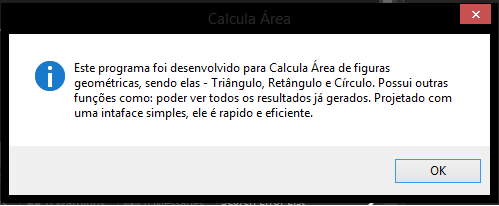 Calcula Área
Este programa foi desenvolvido para Calcula Área de figuras
geométricas, sendo elas - Triângulo, Retângulo e Círculo. Possui outras
funções como: poder ver todos os resultados já gerados. Projetado com
uma intaface simples, ele é rapido e eficiente.
OK